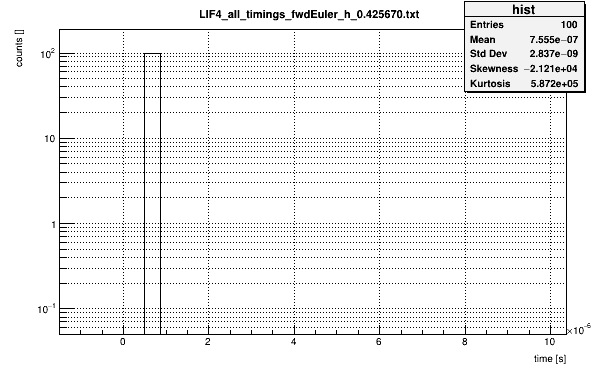 LIF4_all_timings_fwdEuler_h_0.425670.txt
hist
Entries 100
Mean 7.555e−07
Std Dev 2.837e−09
Skewness −2.121e+04
Kurtosis 5.872e+05
counts []
10²
10
1
10⁻¹
0 2 4 6 8 10
×10⁻⁶
time [s]